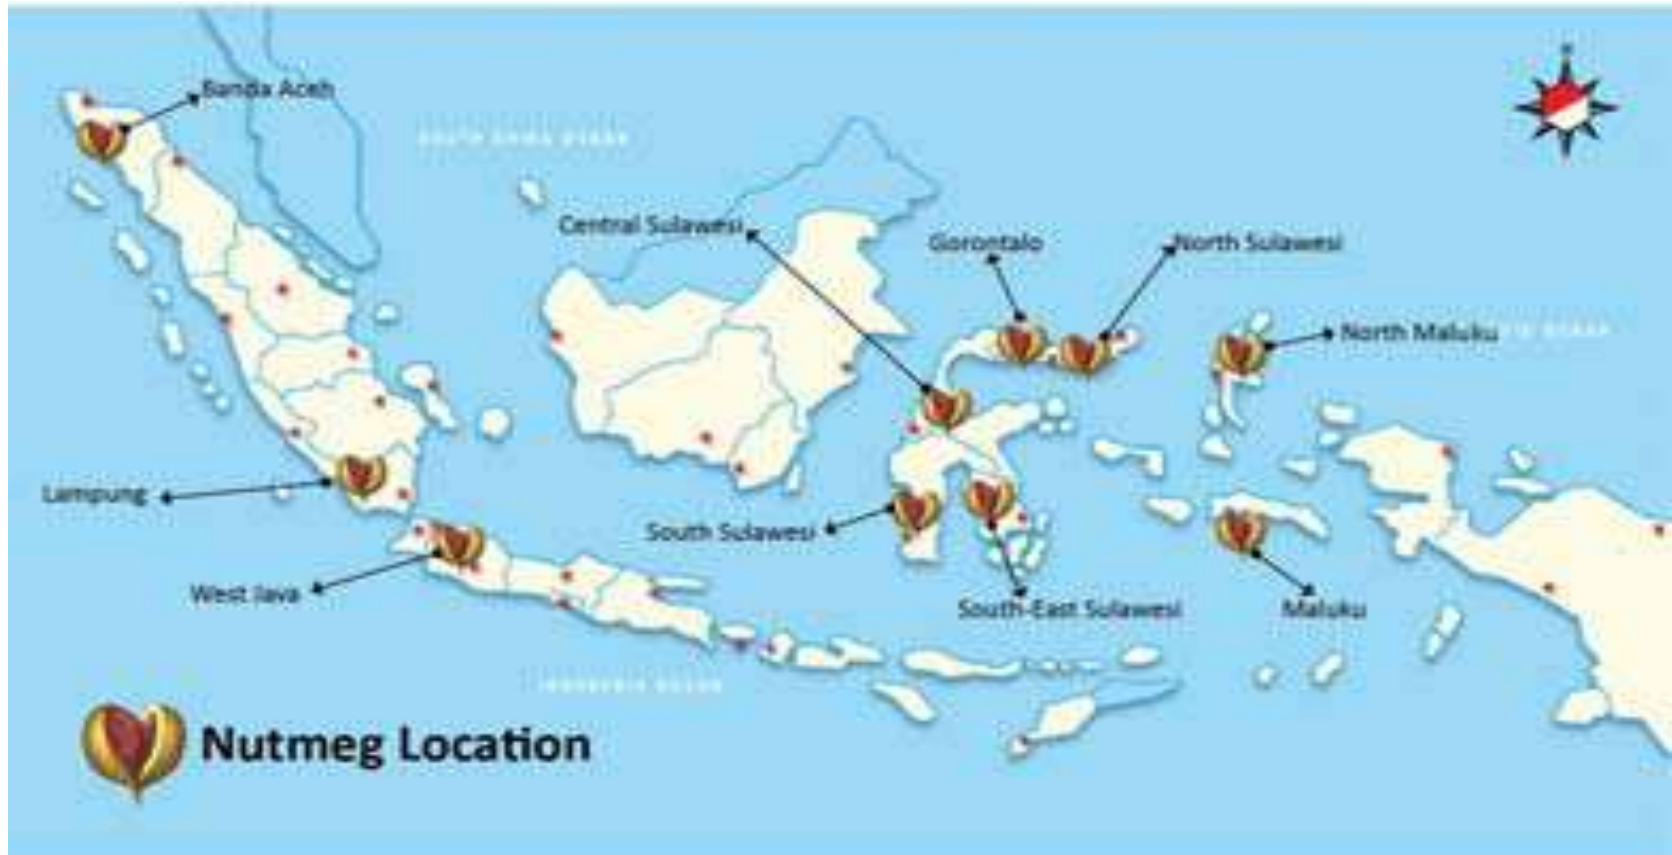 Banda Aceh
Central Sulawesi
Gorontalo
North Sulawesi
North Maluku
Lampung
South Sulawesi
West Java
South-East Sulawesi
Maluku
Nutmeg Location